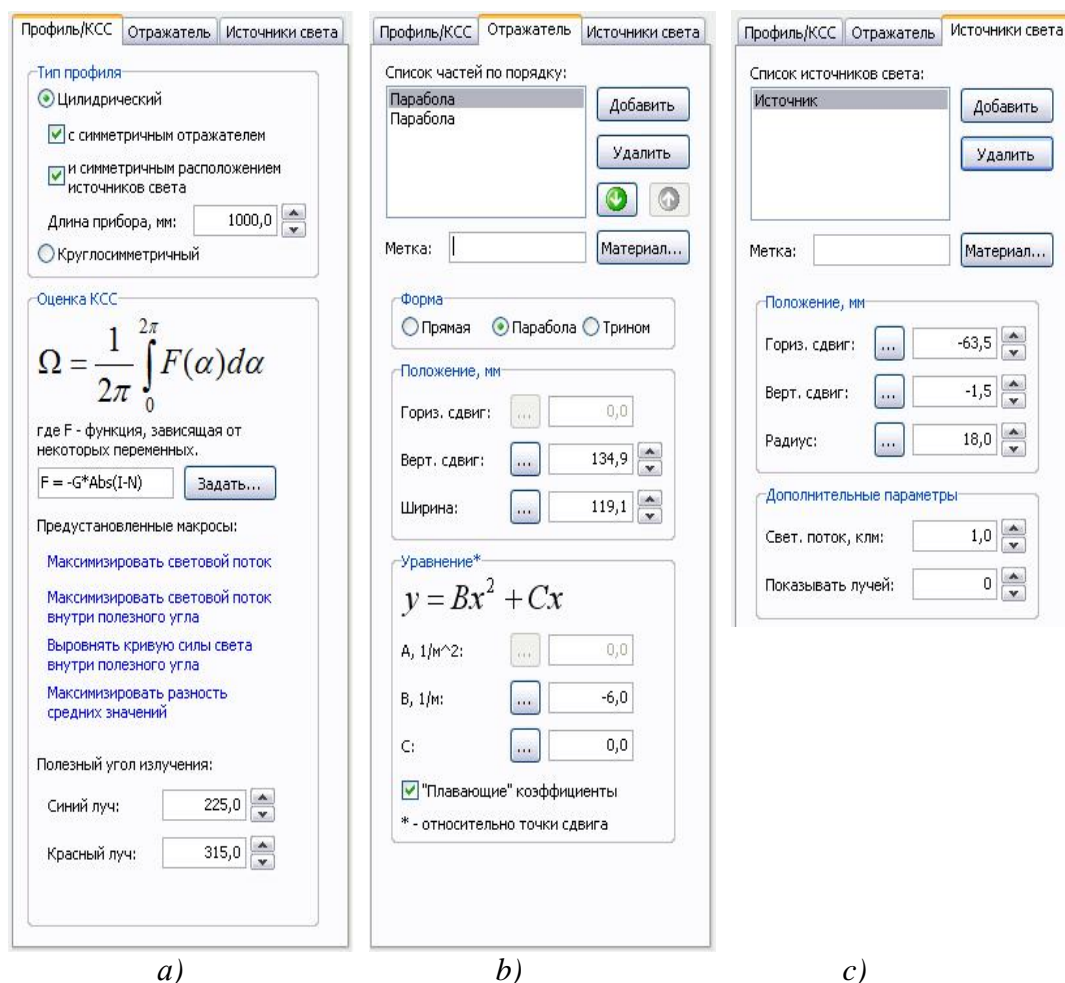 Профиль/КСС Отражатель Источники света
Тип профиля
Цилидрический
с симметричным отражателем
и симметричным расположением
источников света
Длина прибора, мм: 1000,0
Круглосимметричный
Оценка КСС
Ω = 1/2π ∫₀^2π F(α)dα
где F - функция, зависящая от
некоторых переменных.
F = -G*Abs(I-N) Задать...
Предустановленные макросы:
Максимизировать световой поток
Максимизировать световой поток
внутри полезного угла
Выровнять кривую силы света
внутри полезного угла
Максимизировать разность
средних значений
Полезный угол излучения:
Синий луч: 225,0
Красный луч: 315,0
a)
Профиль/КСС Отражатель Источники света
Список частей по порядку:
Парабола
Парабола
Добавить
Удалить
Метка: Материал...
Форма
Прямая Парабола Трином
Положение, мм
Гориз. сдвиг: ... 0,0
Верт. сдвиг: ... 134,9
Ширина: ... 119,1
Уравнение*
y = Bx² + Cx
A, 1/м^2: ... 0,0
B, 1/м: ... -6,0
C: ... 0,0
"Плавающие" коэффициенты
* - относительно точки сдвига
b)
Профиль/КСС Отражатель Источники света
Список источников света:
Источник
Добавить
Удалить
Метка: Материал...
Положение, мм
Гориз. сдвиг: ... -63,5
Верт. сдвиг: ... -1,5
Радиус: ... 18,0
Дополнительные параметры
Свет. поток, клм: 1,0
Показывать лучей: 0
c)